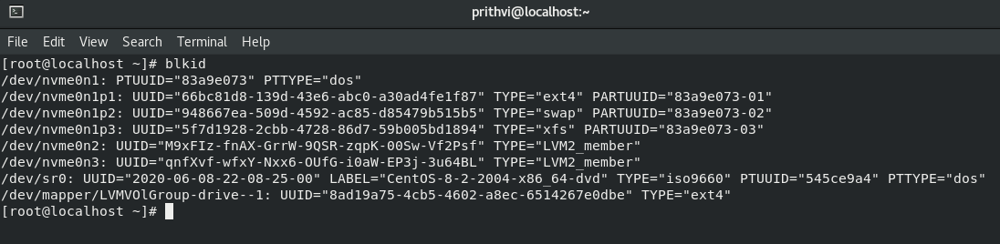 prithvi@localhost:~
File Edit View Search Terminal Help
[root@localhost ~]# blkid
/dev/nvme0n1: PTUUID="83a9e073" PTTYPE="dos"
/dev/nvme0n1p1: UUID="66bc81d8-139d-43e6-abc0-a30ad4fe1f87" TYPE="ext4" PARTUUID="83a9e073-01"
/dev/nvme0n1p2: UUID="948667ea-509d-4592-ac85-d85479b515b5" TYPE="swap" PARTUUID="83a9e073-02"
/dev/nvme0n1p3: UUID="5f7d1928-2cbb-4728-86d7-59b005bd1894" TYPE="xfs" PARTUUID="83a9e073-03"
/dev/nvme0n2: UUID="M9xFIz-fnAX-GrrW-9QSR-zqpK-00Sw-Vf2Psf" TYPE="LVM2_member"
/dev/nvme0n3: UUID="qnfXvf-wfxY-Nxx6-OUfG-i0aW-EP3j-3u64BL" TYPE="LVM2_member"
/dev/sr0: UUID="2020-06-08-22-08-25-00" LABEL="CentOS-8-2-2004-x86_64-dvd" TYPE="iso9660" PTUUID="545ce9a4" PTTYPE="dos"
/dev/mapper/LVMVOlGroup-drive--1: UUID="8ad19a75-4cb5-4602-a8ec-6514267e0dbe" TYPE="ext4"
[root@localhost ~]#